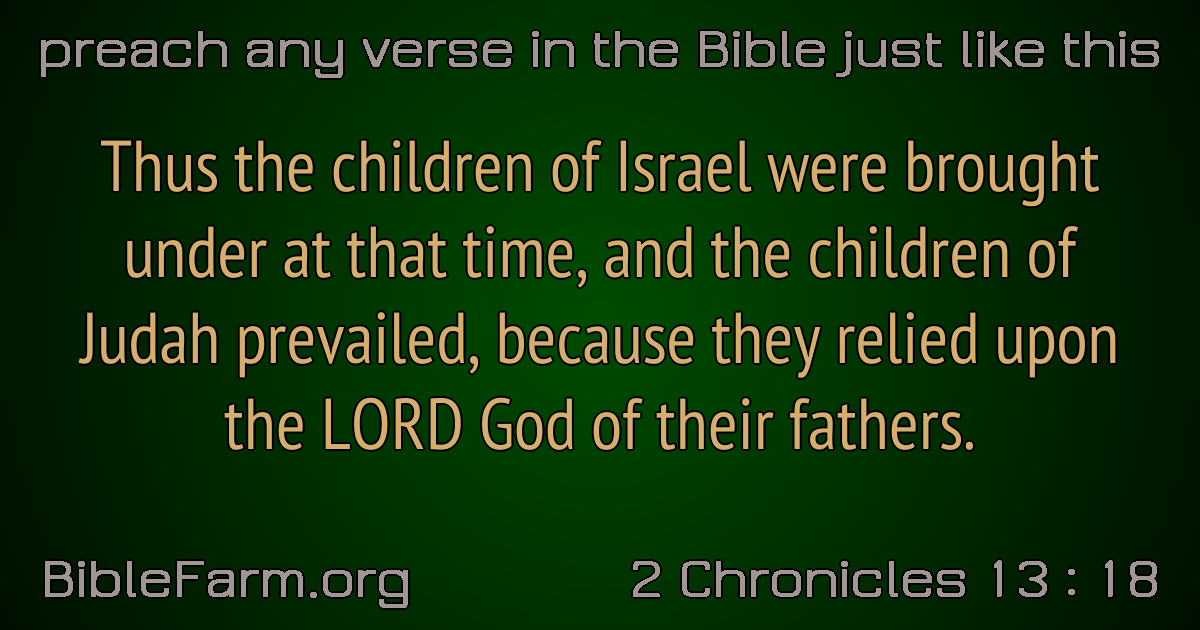 preach any verse in the Bible just like this
Thus the children of Israel were brought
under at that time, and the children of
Judah prevailed, because they relied upon
the LORD God of their fathers.
BibleFarm.org
2 Chronicles 13 : 18